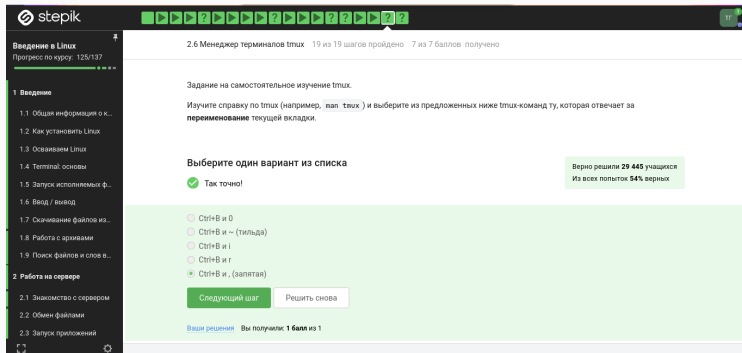 stepik
ТГ
1
Введение в Linux
Прогресс по курсу: 125/137
2.6 Менеджер терминалов tmux 19 из 19 шагов пройдено 7 из 7 баллов получено
1 Введение
1.1 Общая информация о к...
1.2 Как установить Linux
1.3 Осваиваем Linux
1.4 Terminal: основы
1.5 Запуск исполняемых ф...
1.6 Ввод / вывод
1.7 Скачивание файлов из...
1.8 Работа с архивами
1.9 Поиск файлов и слов в...
2 Работа на сервере
2.1 Знакомство с сервером
2.2 Обмен файлами
2.3 Запуск приложений
Задание на самостоятельное изучение tmux.
Изучите справку по tmux (например, man tmux ) и выберите из предложенных ниже tmux-команд ту, которая отвечает за
переименование текущей вкладки.
Выберите один вариант из списка
Так точно!
Верно решили 29 445 учащихся
Из всех попыток 54% верных
Ctrl+B и 0
Ctrl+B и ~ (тильда)
Ctrl+B и i
Ctrl+B и r
Ctrl+B и , (запятая)
Следующий шаг Решить снова
Ваши решения Вы получили: 1 балл из 1